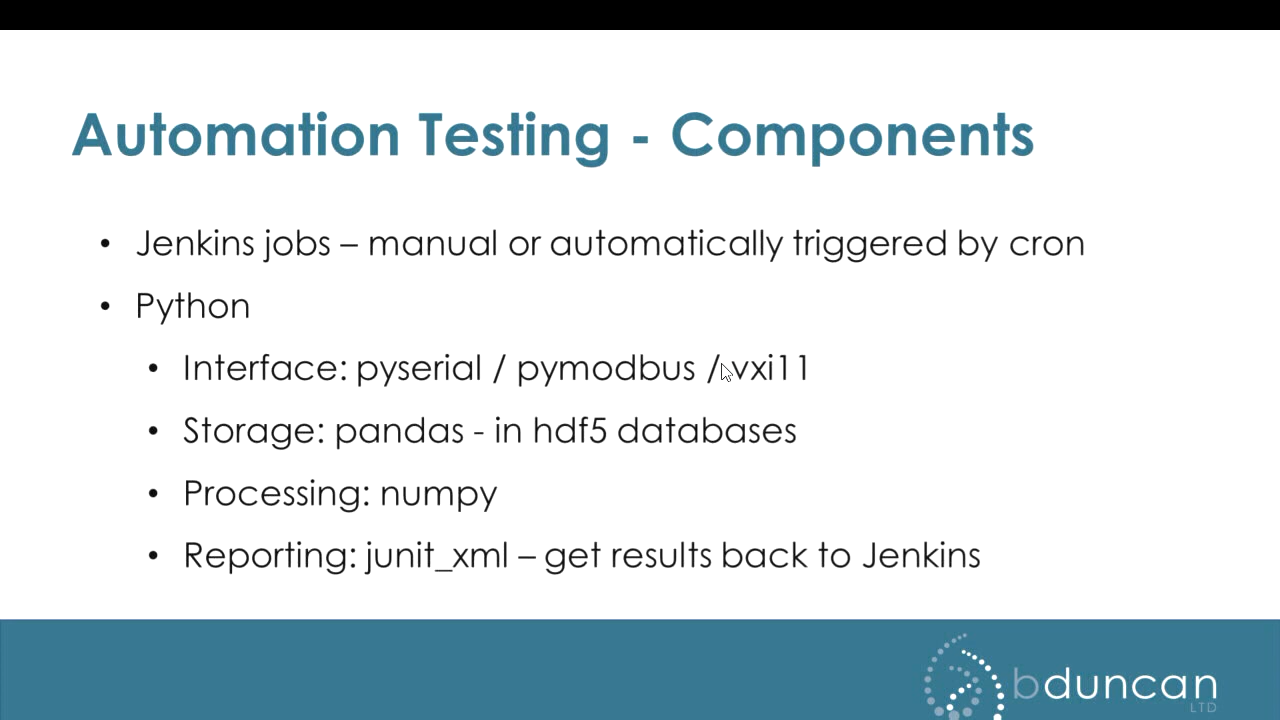 Automation Testing - Components
• Jenkins jobs – manual or automatically triggered by cron
• Python
• Interface: pyserial / pymodbus / vxi11
• Storage: pandas - in hdf5 databases
• Processing: numpy
• Reporting: junit_xml – get results back to Jenkins
bduncan
LTD